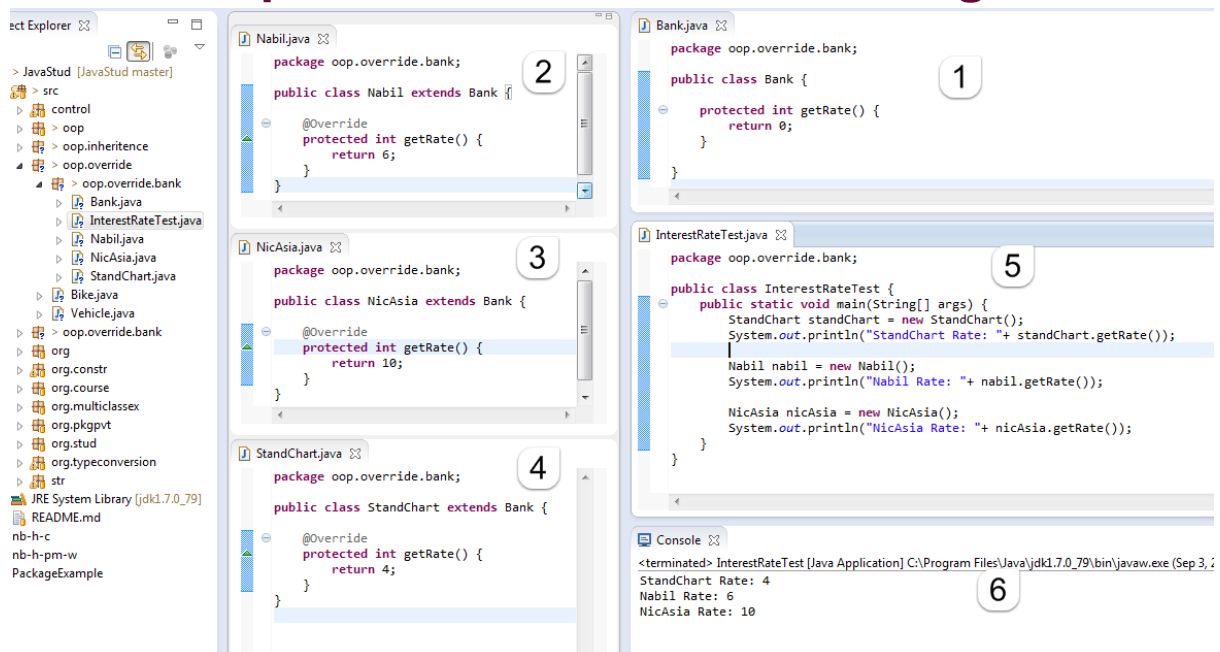 ect Explorer
> JavaStud [JavaStud master]
> src
control
> oop
> oop.inheritence
> oop.override
> oop.override.bank
Bank.java
InterestRateTest.java
Nabil.java
NicAsia.java
StandChart.java
Bike.java
Vehicle.java
> oop.override.bank
org
org.constr
org.course
org.multiclassex
org.pkgpvt
org.stud
org.typeconversion
str
JRE System Library [jdk1.7.0_79]
README.md
nb-h-c
nb-h-pm-w
PackageExample
Nabil.java
2
package oop.override.bank;
public class Nabil extends Bank {
@Override
protected int getRate() {
return 6;
}
}
NicAsia.java
3
package oop.override.bank;
public class NicAsia extends Bank {
@Override
protected int getRate() {
return 10;
}
}
StandChart.java
4
package oop.override.bank;
public class StandChart extends Bank {
@Override
protected int getRate() {
return 4;
}
}
Bank.java
1
package oop.override.bank;
public class Bank {
protected int getRate() {
return 0;
}
}
InterestRateTest.java
5
package oop.override.bank;
public class InterestRateTest {
public static void main(String[] args) {
StandChart standChart = new StandChart();
System.out.println("StandChart Rate: "+ standChart.getRate());
Nabil nabil = new Nabil();
System.out.println("Nabil Rate: "+ nabil.getRate());
NicAsia nicAsia = new NicAsia();
System.out.println("NicAsia Rate: "+ nicAsia.getRate());
}
}
Console
<terminated> InterestRateTest [Java Application] C:\Program Files\Java\jdk1.7.0_79\bin\javaw.exe (Sep 3, 2
6
StandChart Rate: 4
Nabil Rate: 6
NicAsia Rate: 10